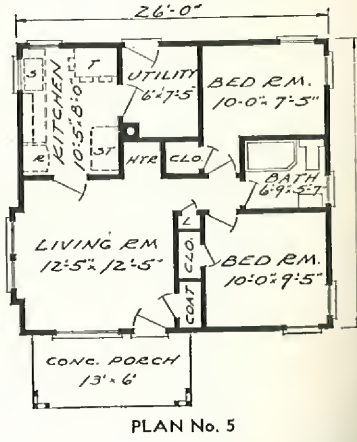 26'-0"
S
T
KITCHEN
10'-5" x 8'-0"
R
ST
UTILITY
6' x 7'-5"
BED RM.
10'-0" x 7'-5"
HTR
CLO.
BATH
6'-9" x 5'-7"
LIVING RM
12'-5" x 12'-5"
L
CLO.
COAT
BED RM.
10'-0" x 9'-5"
CONC. PORCH
13' x 6'
PLAN No. 5